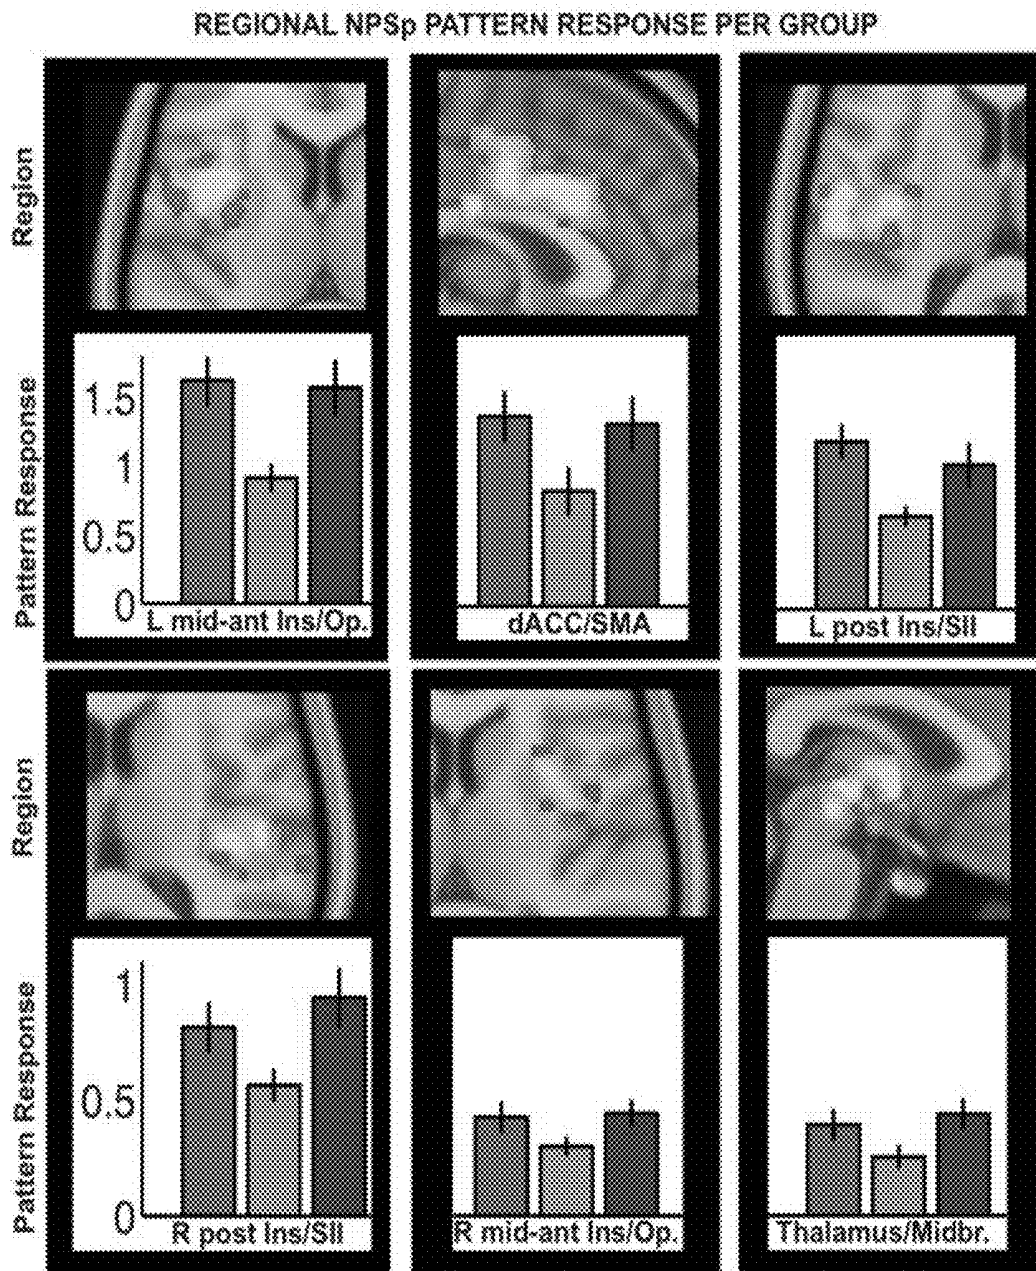 REGIONAL NPSp PATTERN RESPONSE PER GROUP
Region
Pattern Response
1.5
1
0.5
0
L mid-ant Ins/Op.
dACC/SMA
L post Ins/SII
Region
Pattern Response
1
0.5
0
R post Ins/SII
R mid-ant Ins/Op.
Thalamus/Midbr.